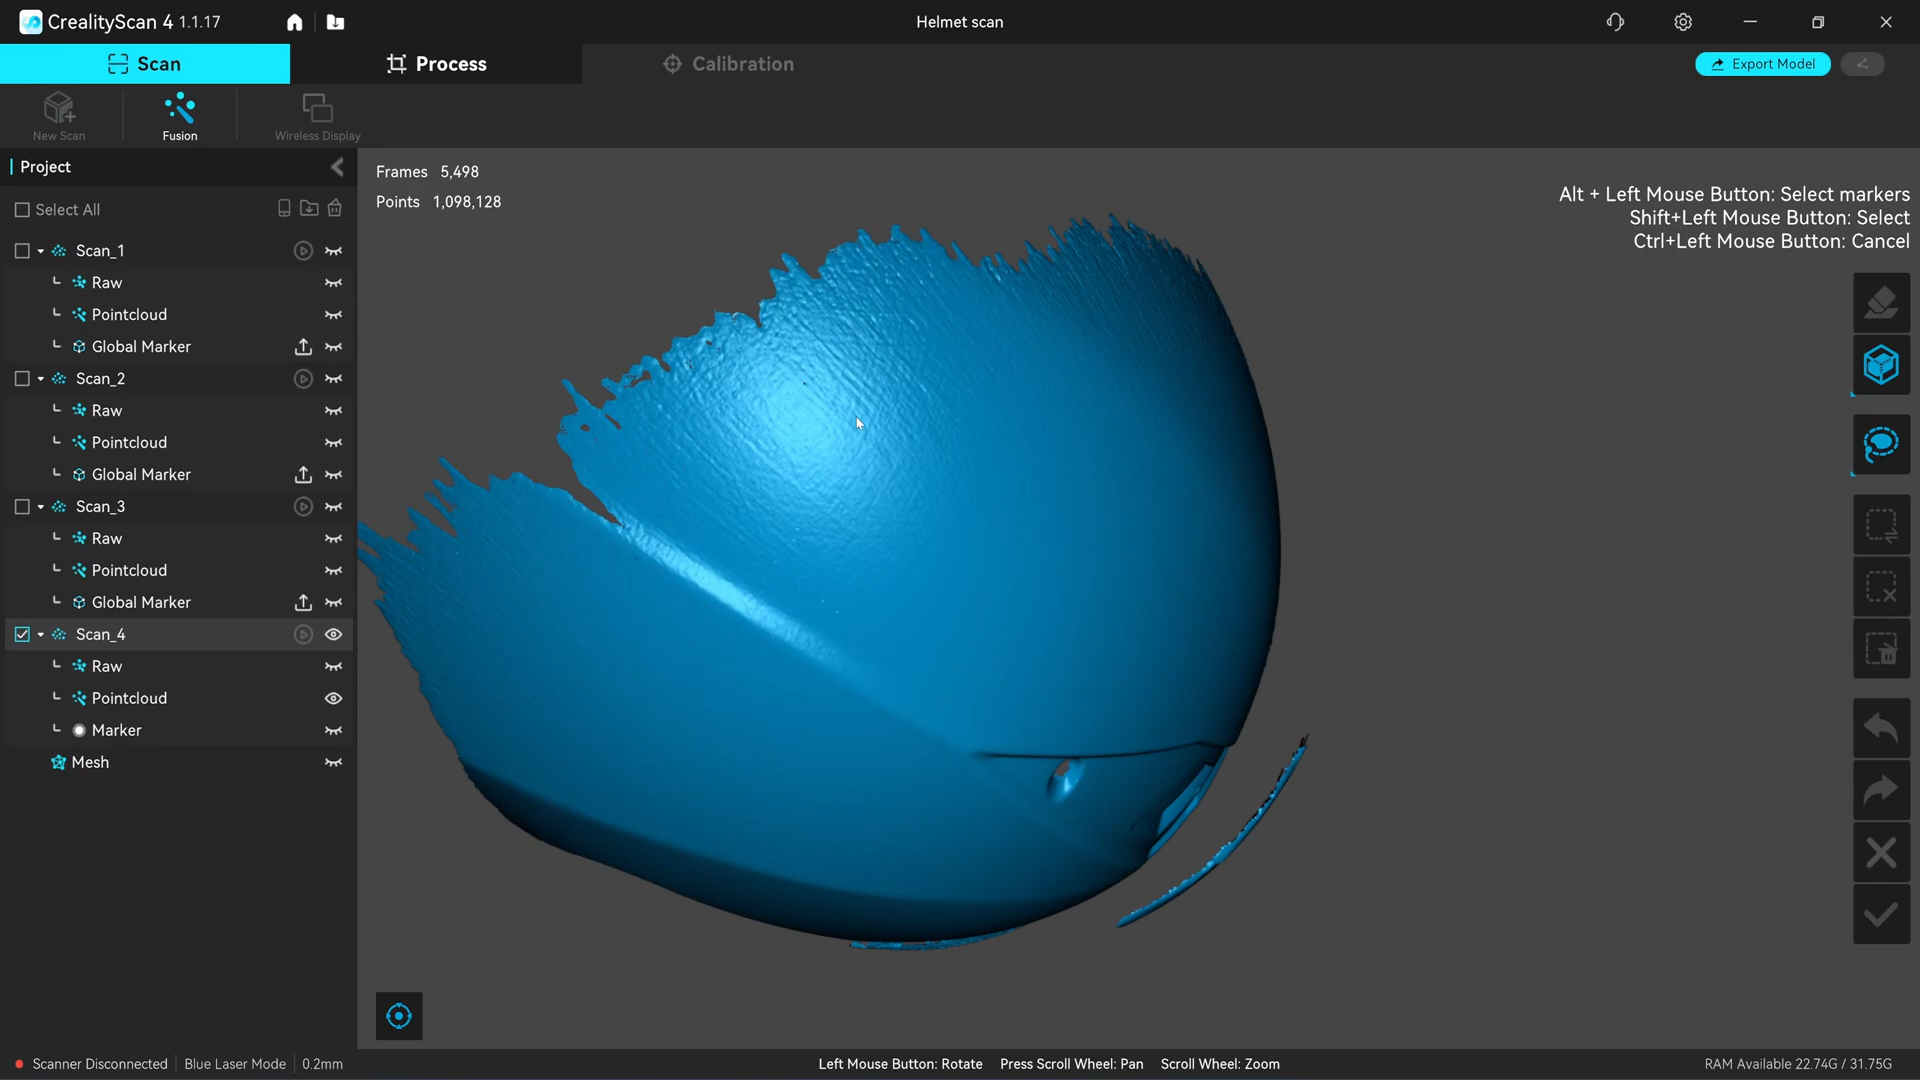 CrealityScan 4 1.1.17
Helmet scan
Scan
Process
Calibration
Export Model
New Scan
Fusion
Wireless Display
Project
Select All
Scan_1
Raw
Pointcloud
Global Marker
Scan_2
Raw
Pointcloud
Global Marker
Scan_3
Raw
Pointcloud
Global Marker
Scan_4
Raw
Pointcloud
Marker
Mesh
Frames 5,498
Points 1,098,128
Alt + Left Mouse Button: Select markers
Shift+Left Mouse Button: Select
Ctrl+Left Mouse Button: Cancel
Scanner Disconnected
Blue Laser Mode
0.2mm
Left Mouse Button: Rotate Press Scroll Wheel: Pan Scroll Wheel: Zoom
RAM Available 22.74G / 31.75G